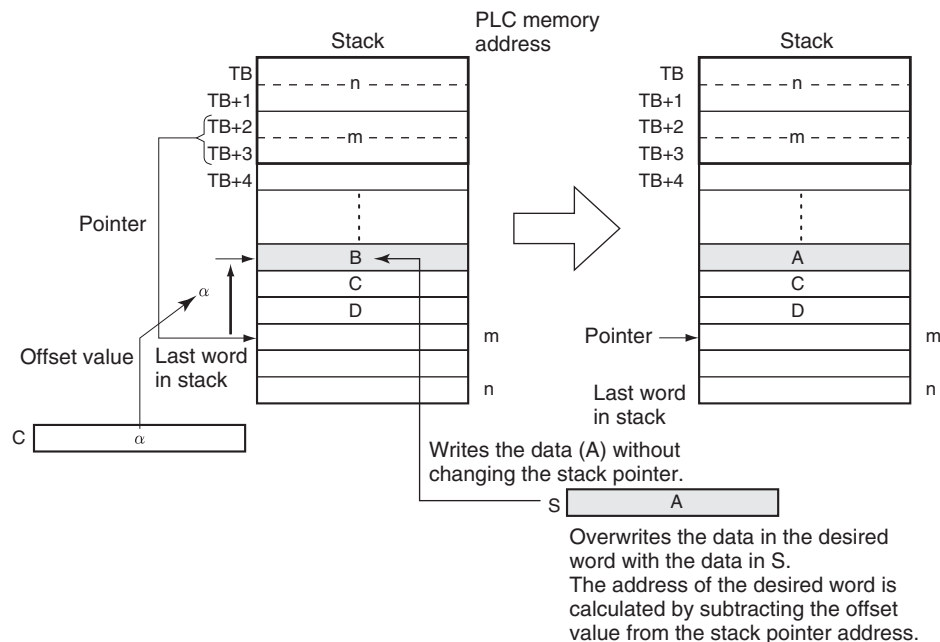 PLC memory
address
Stack
TB
n
TB+1
TB+2
m
TB+3
TB+4
Pointer
B
α
C
D
m
Offset value
Last word
in stack
n
C
α
Stack
TB
n
TB+1
TB+2
m
TB+3
TB+4
A
C
D
Pointer
m
Last word
in stack
n
Writes the data (A) without
changing the stack pointer.
S
A
Overwrites the data in the desired
word with the data in S.
The address of the desired word is
calculated by subtracting the offset
value from the stack pointer address.